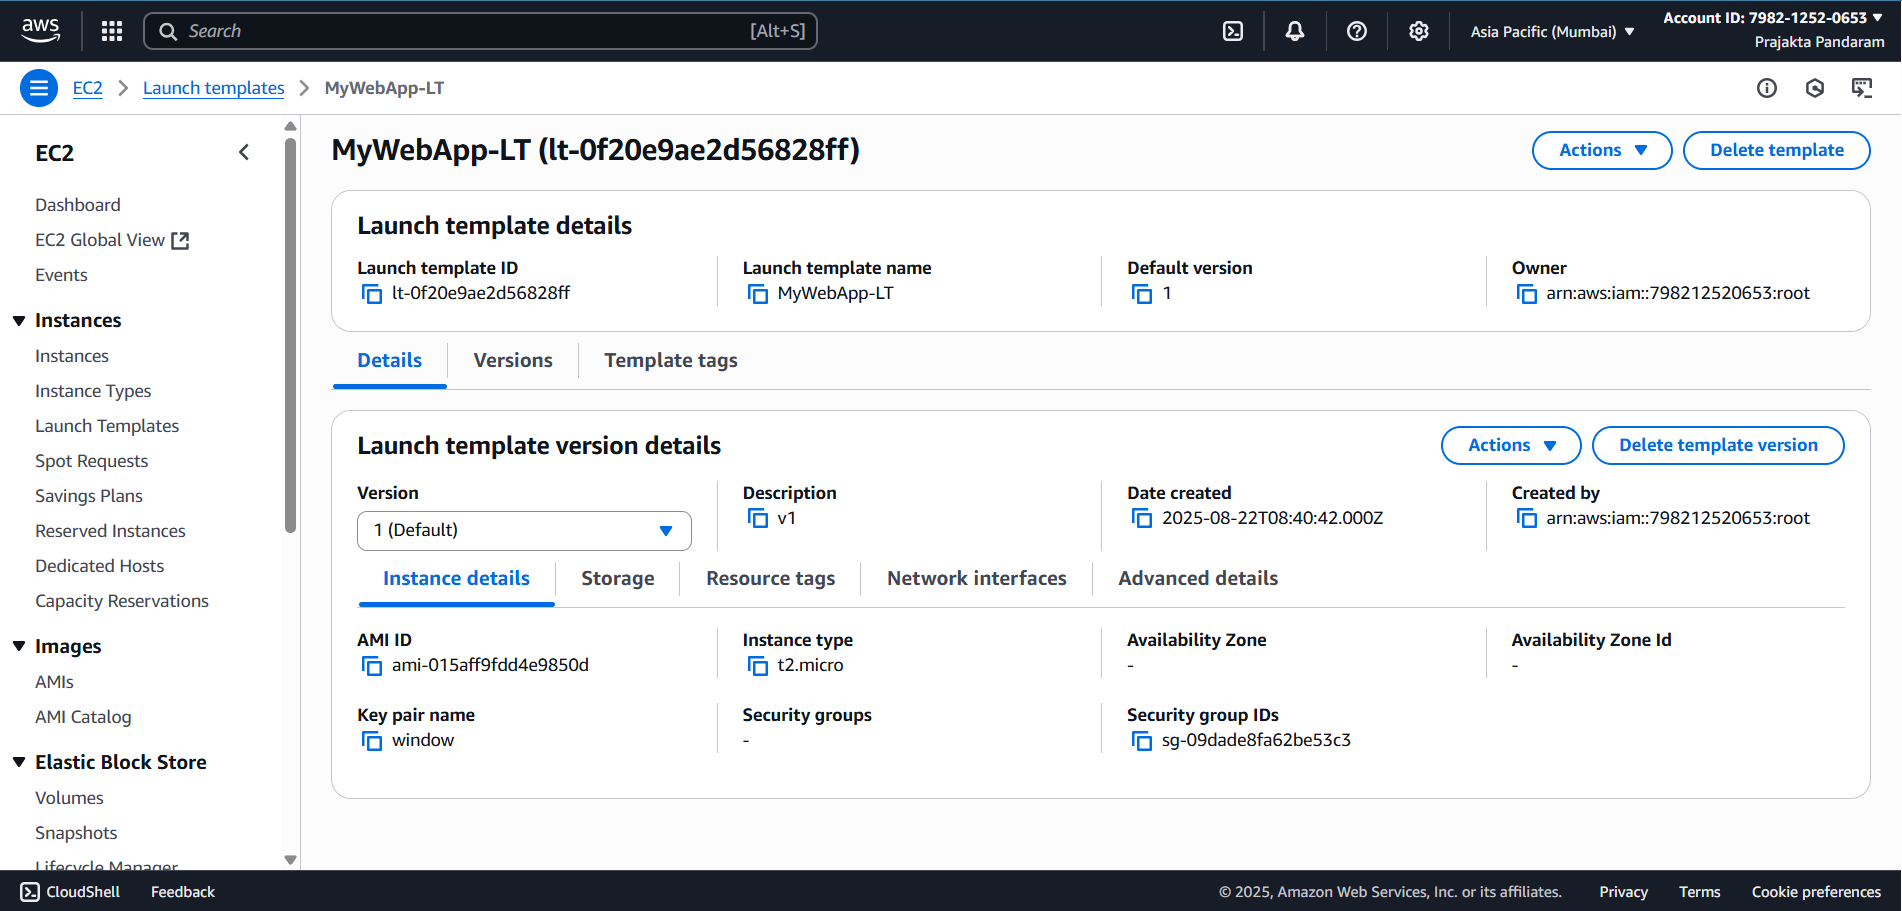 aws
Search [Alt+S]
Asia Pacific (Mumbai)
Account ID: 7982-1252-0653
Prajakta Pandaram
EC2 Launch templates MyWebApp-LT
EC2
Dashboard
EC2 Global View
Events
Instances
Instances
Instance Types
Launch Templates
Spot Requests
Savings Plans
Reserved Instances
Dedicated Hosts
Capacity Reservations
Images
AMIs
AMI Catalog
Elastic Block Store
Volumes
Snapshots
Lifecycle Manager
MyWebApp-LT (lt-0f20e9ae2d56828ff)
Actions Delete template
Launch template details
Launch template ID
lt-0f20e9ae2d56828ff
Launch template name
MyWebApp-LT
Default version
1
Owner
arn:aws:iam::798212520653:root
Details Versions Template tags
Launch template version details
Actions Delete template version
Version
1 (Default)
Description
v1
Date created
2025-08-22T08:40:42.000Z
Created by
arn:aws:iam::798212520653:root
Instance details Storage Resource tags Network interfaces Advanced details
AMI ID
ami-015aff9fdd4e9850d
Instance type
t2.micro
Availability Zone
-
Availability Zone Id
-
Key pair name
window
Security groups
-
Security group IDs
sg-09dade8fa62be53c3
CloudShell Feedback
© 2025, Amazon Web Services, Inc. or its affiliates. Privacy Terms Cookie preferences